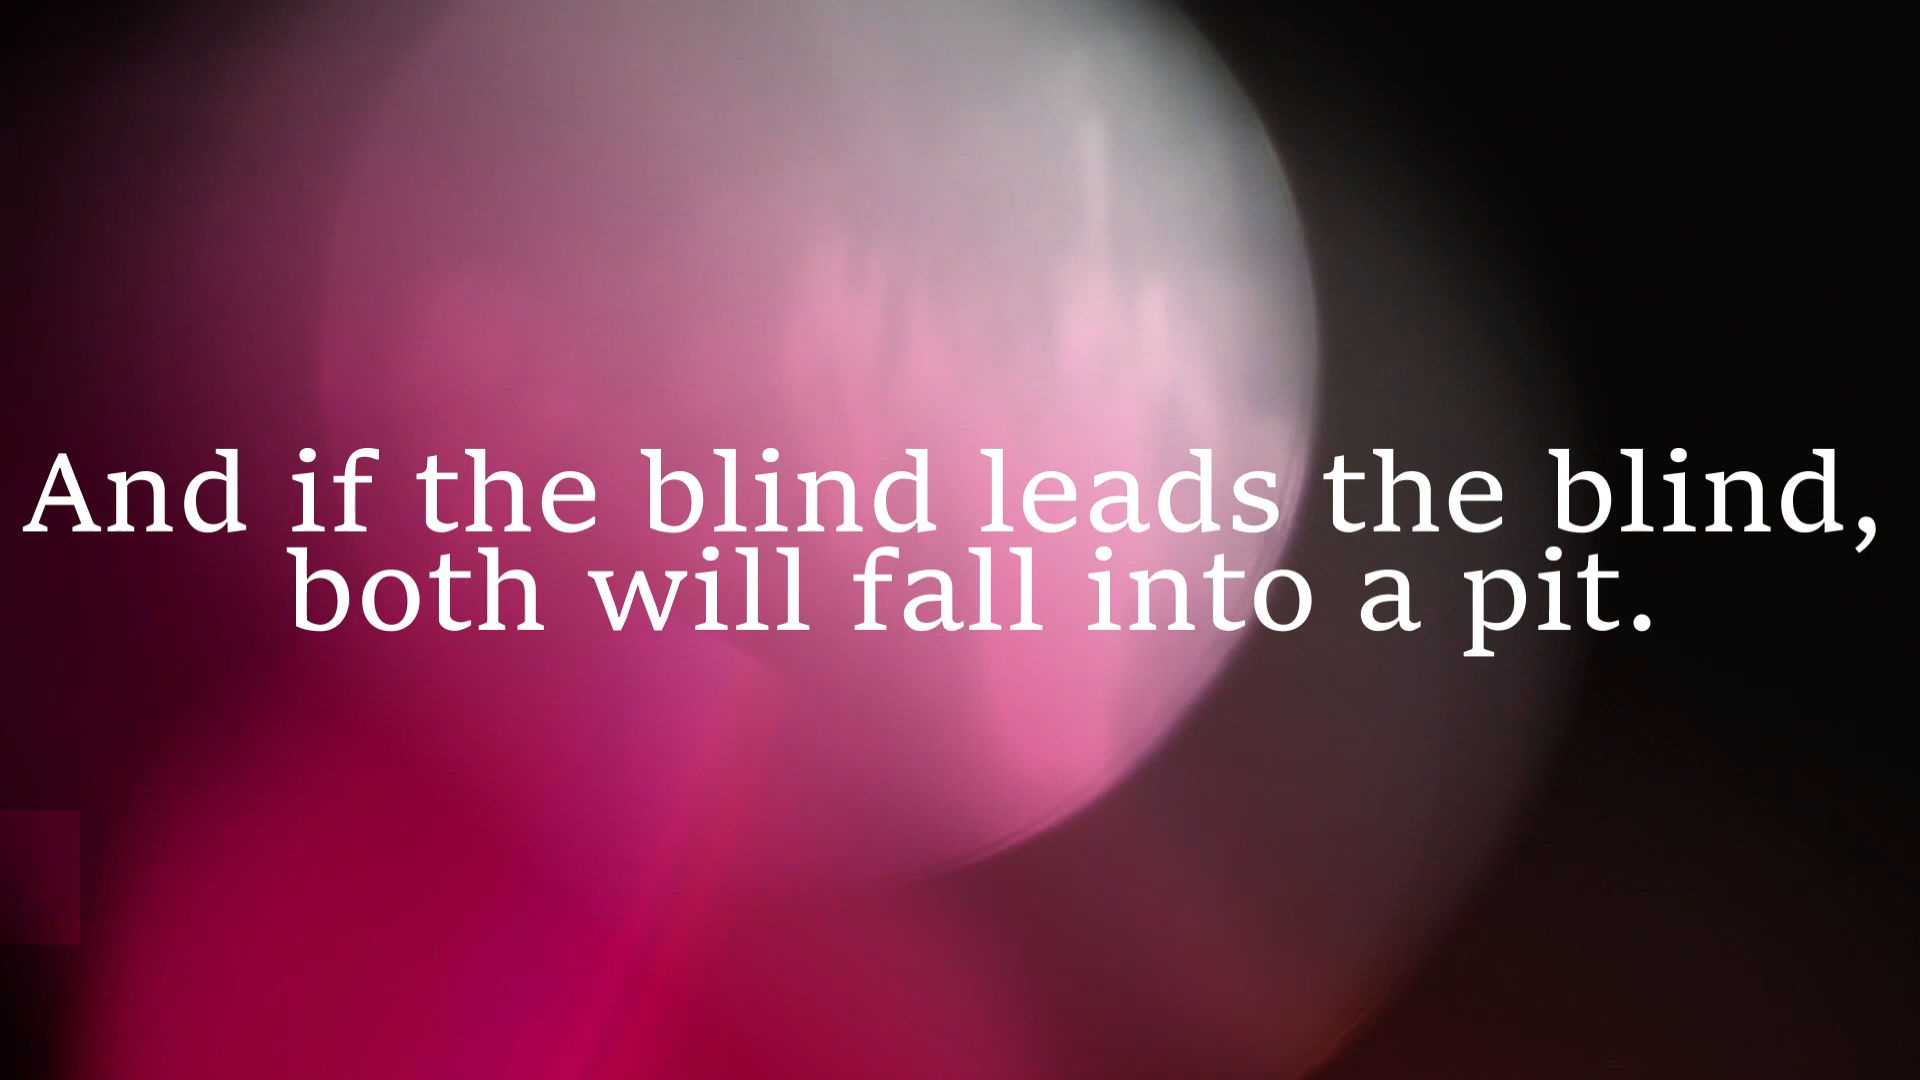 And if the blind leads the blind,
both will fall into a pit.